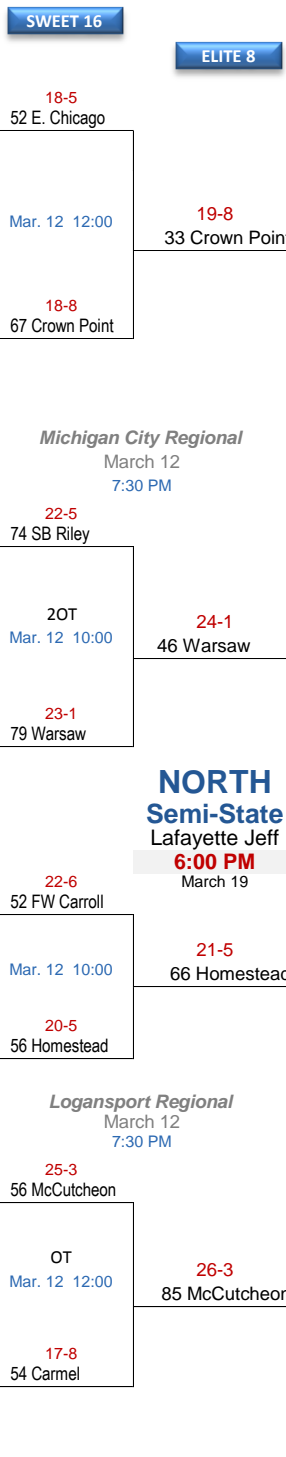 SWEET 16
ELITE 8
18-5
52 E. Chicago
Mar. 12 12:00
19-8
33 Crown Point
18-8
67 Crown Point
Michigan City Regional
March 12
7:30 PM
22-5
74 SB Riley
2OT
Mar. 12 10:00
24-1
46 Warsaw
23-1
79 Warsaw
NORTH
Semi-State
Lafayette Jeff
6:00 PM
March 19
22-6
52 FW Carroll
Mar. 12 10:00
21-5
66 Homestead
20-5
56 Homestead
Logansport Regional
March 12
7:30 PM
25-3
56 McCutcheon
OT
Mar. 12 12:00
26-3
85 McCutcheon
17-8
54 Carmel